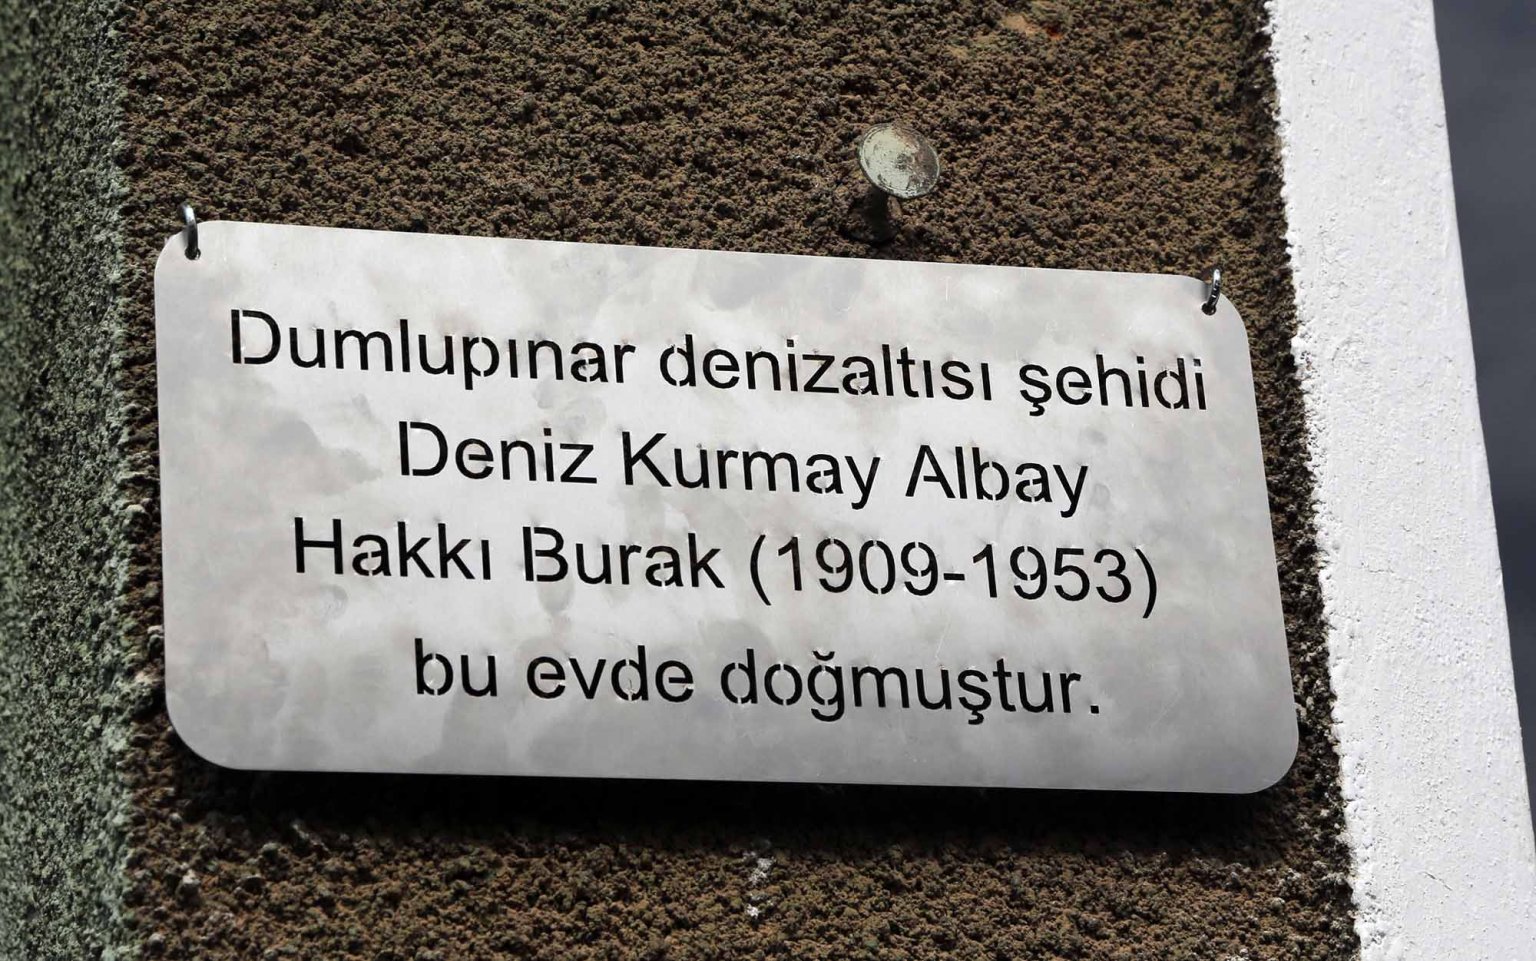 Dumlupınar denizaltısı şehidi
Deniz Kurmay Albay
Hakkı Burak (1909-1953)
bu evde doğmuştur.